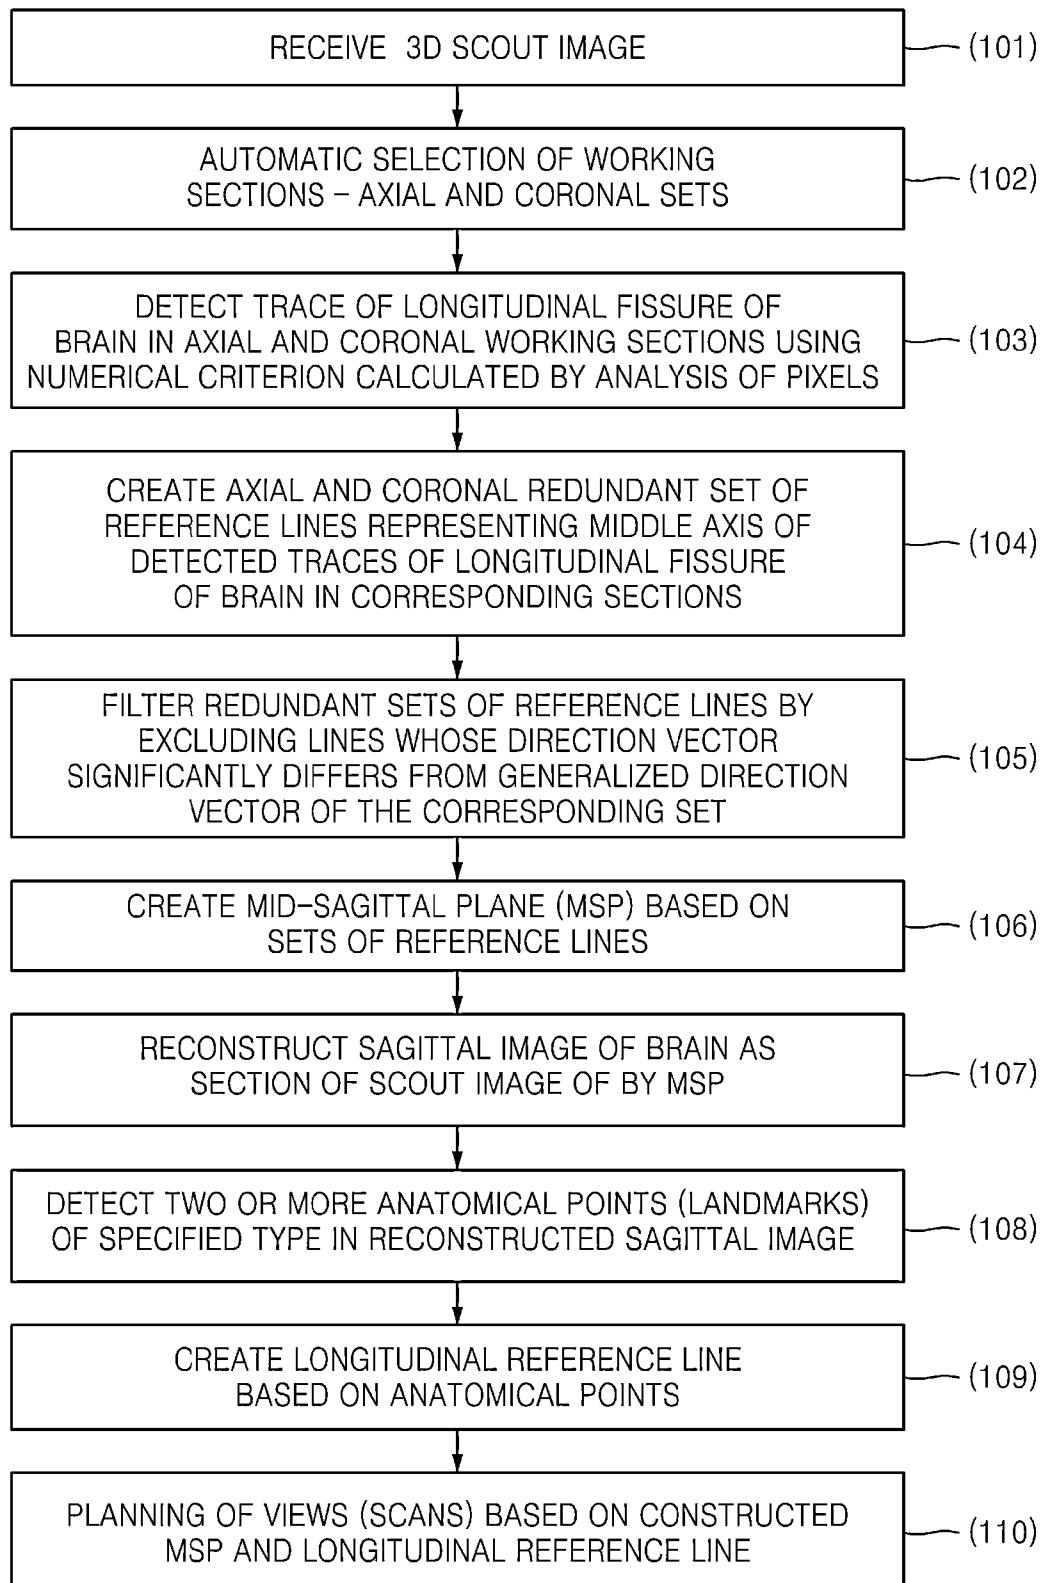 RECEIVE 3D SCOUT IMAGE
(101)
AUTOMATIC SELECTION OF WORKING
SECTIONS – AXIAL AND CORONAL SETS
(102)
DETECT TRACE OF LONGITUDINAL FISSURE OF
BRAIN IN AXIAL AND CORONAL WORKING SECTIONS USING
NUMERICAL CRITERION CALCULATED BY ANALYSIS OF PIXELS
(103)
CREATE AXIAL AND CORONAL REDUNDANT SET OF
REFERENCE LINES REPRESENTING MIDDLE AXIS OF
DETECTED TRACES OF LONGITUDINAL FISSURE
OF BRAIN IN CORRESPONDING SECTIONS
(104)
FILTER REDUNDANT SETS OF REFERENCE LINES BY
EXCLUDING LINES WHOSE DIRECTION VECTOR
SIGNIFICANTLY DIFFERS FROM GENERALIZED DIRECTION
VECTOR OF THE CORRESPONDING SET
(105)
CREATE MID-SAGITTAL PLANE (MSP) BASED ON
SETS OF REFERENCE LINES
(106)
RECONSTRUCT SAGITTAL IMAGE OF BRAIN AS
SECTION OF SCOUT IMAGE OF BY MSP
(107)
DETECT TWO OR MORE ANATOMICAL POINTS (LANDMARKS)
OF SPECIFIED TYPE IN RECONSTRUCTED SAGITTAL IMAGE
(108)
CREATE LONGITUDINAL REFERENCE LINE
BASED ON ANATOMICAL POINTS
(109)
PLANNING OF VIEWS (SCANS) BASED ON CONSTRUCTED
MSP AND LONGITUDINAL REFERENCE LINE
(110)